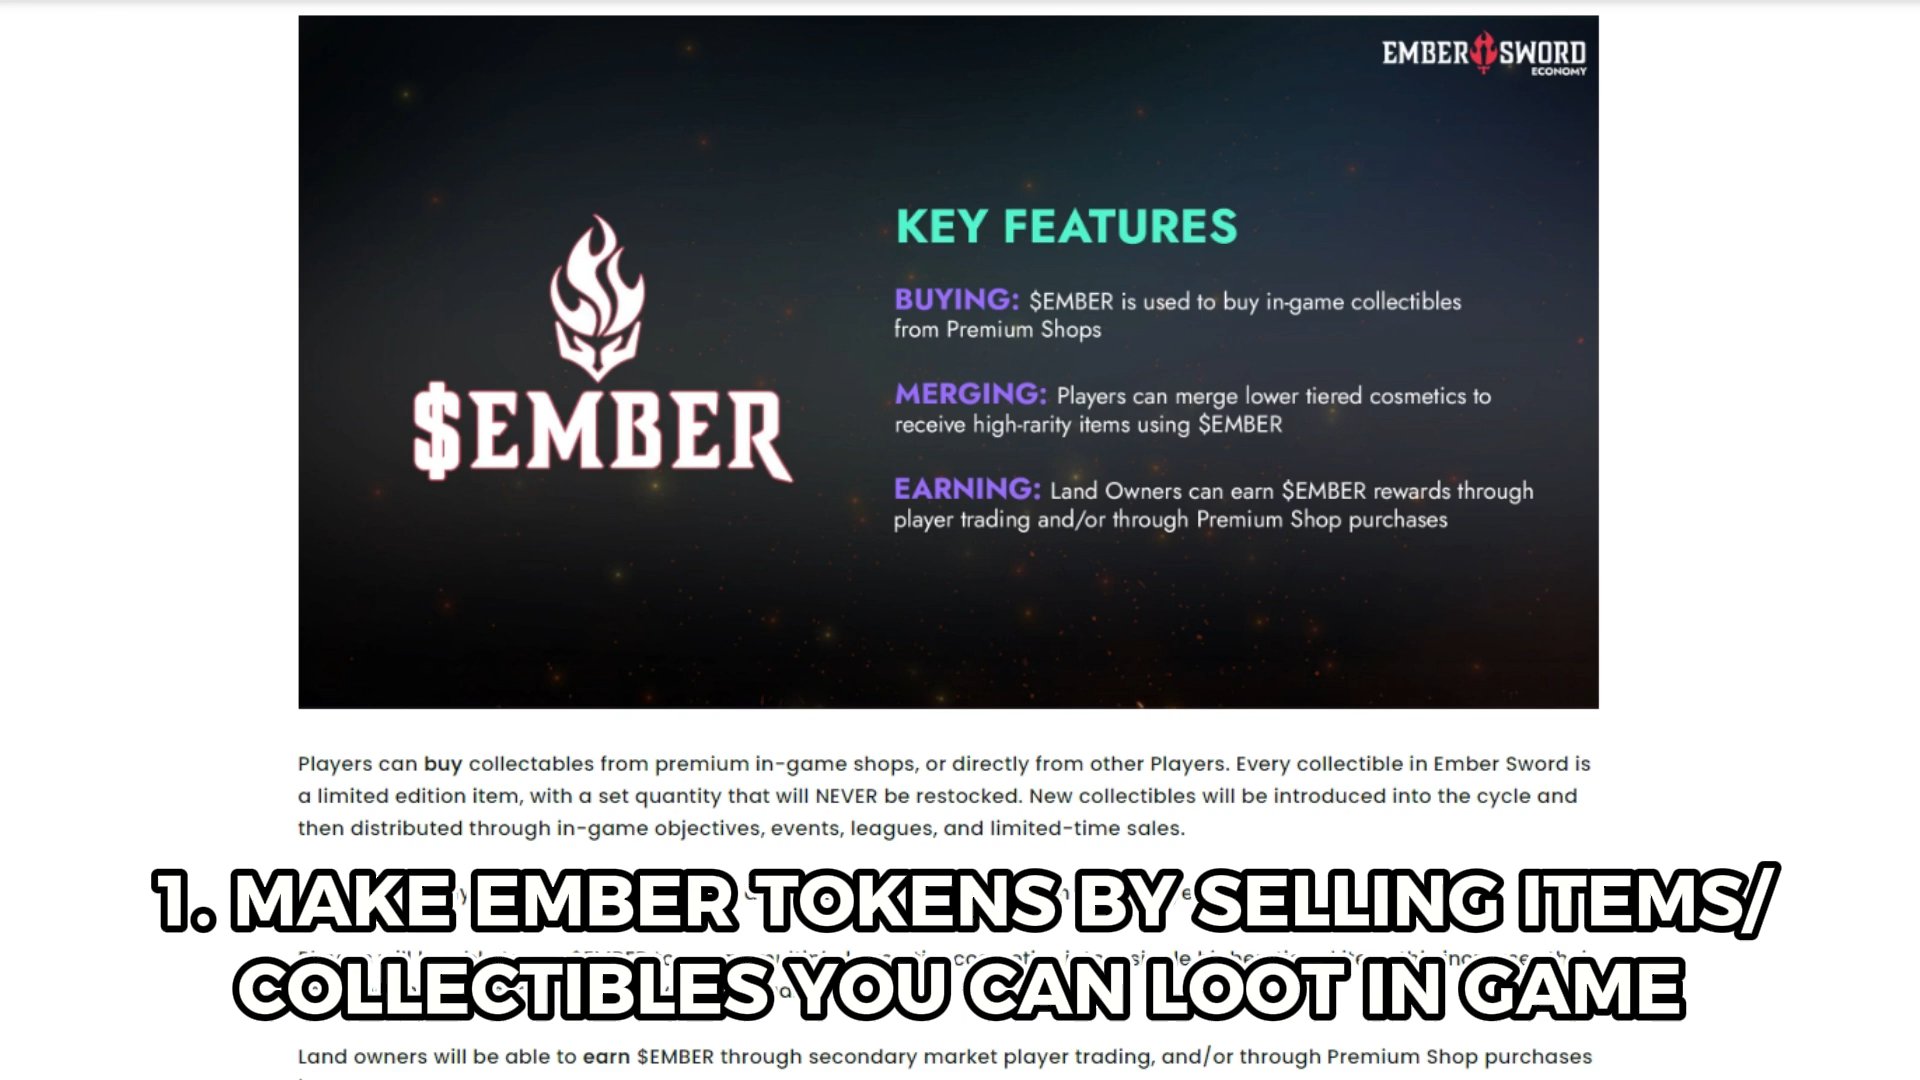 EMBER SWORD
ECONOMY
KEY FEATURES
BUYING: $EMBER is used to buy in-game collectibles
from Premium Shops
MERGING: Players can merge lower tiered cosmetics to
receive high-rarity items using $EMBER
$EMBER
EARNING: Land Owners can earn $EMBER rewards through
player trading and/or through Premium Shop purchases
Players can buy collectables from premium in-game shops, or directly from other Players. Every collectible in Ember Sword is
a limited edition item, with a set quantity that will NEVER be restocked. New collectibles will be introduced into the cycle and
then distributed through in-game objectives, events, leagues, and limited-time sales.
1. MAKE EMBER TOKENS BY SELLING ITEMS/
COLLECTIBLES YOU CAN LOOT IN GAME
Land owners will be able to earn $EMBER through secondary market player trading, and/or through Premium Shop purchases